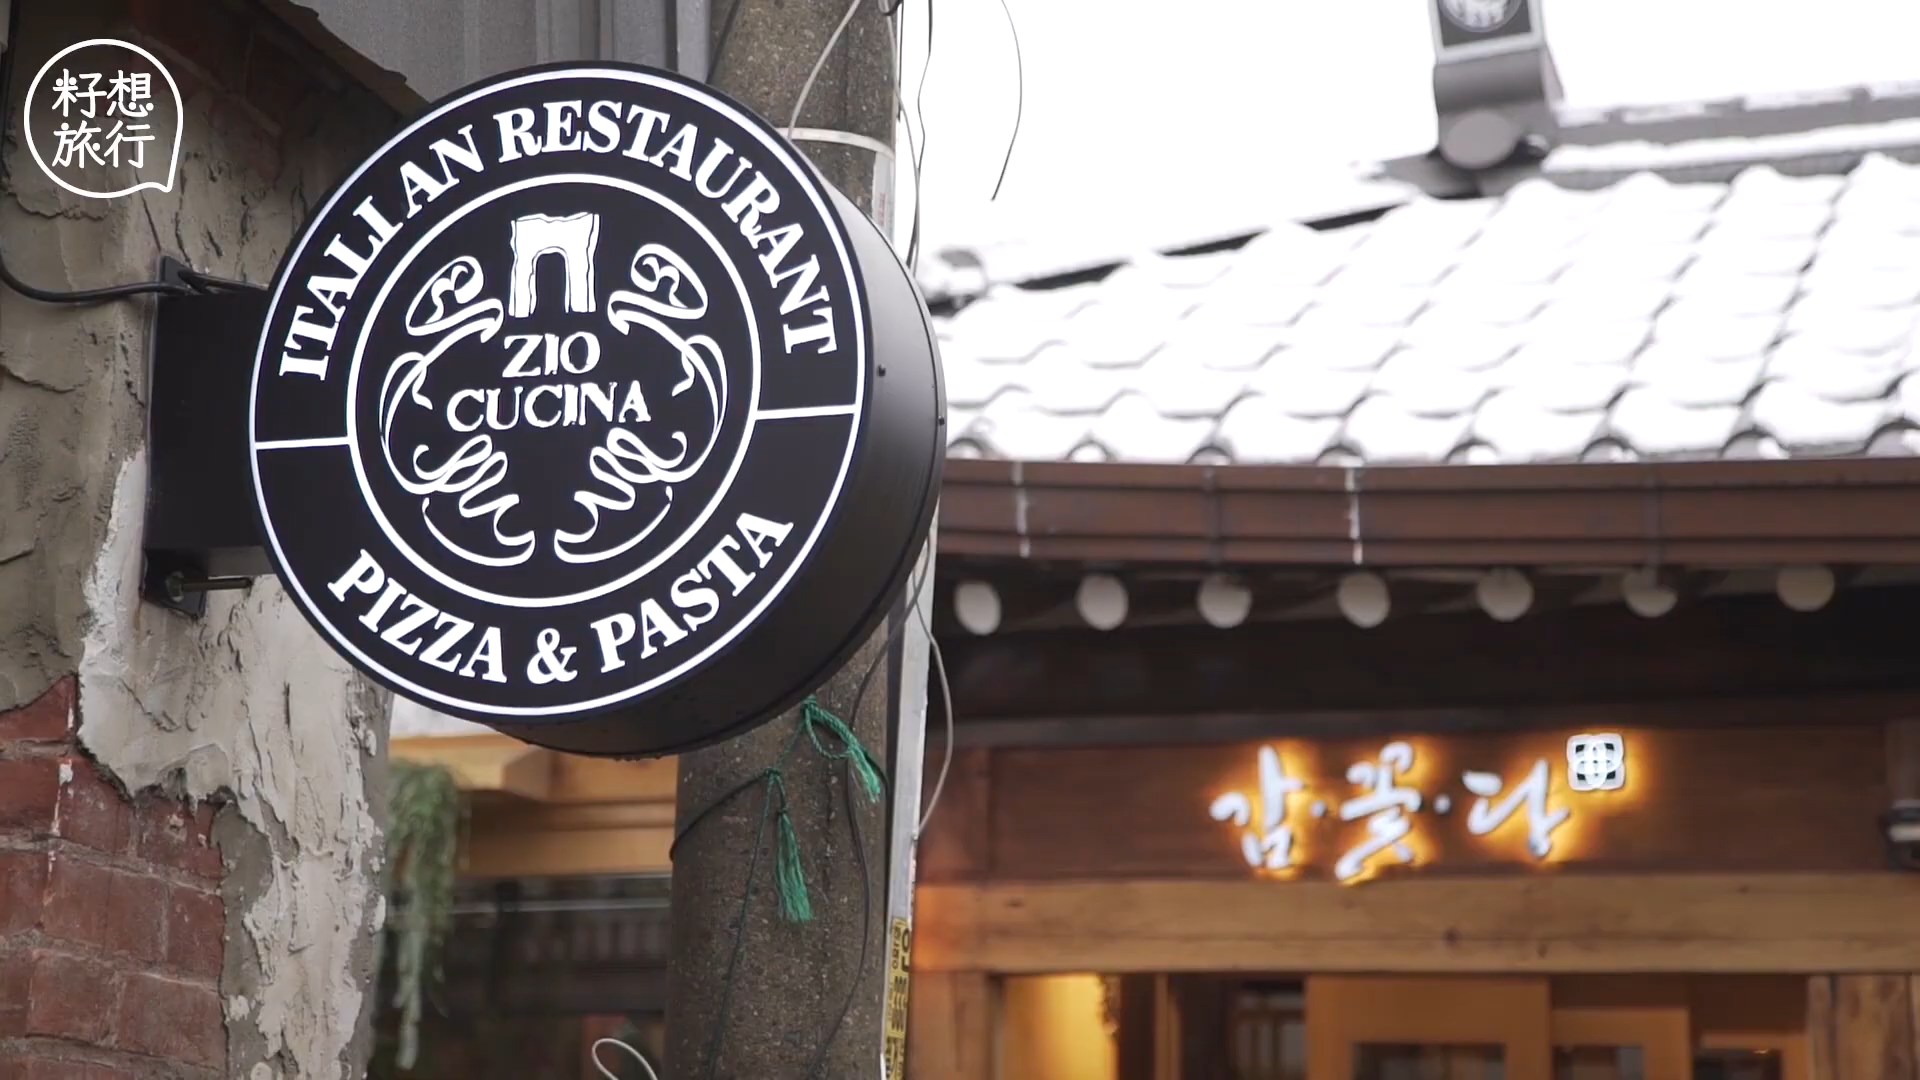 籽想
旅行
ITALIAN RESTAURANT
ZIO
CUCINA
PIZZA & PASTA
감·꽃·당